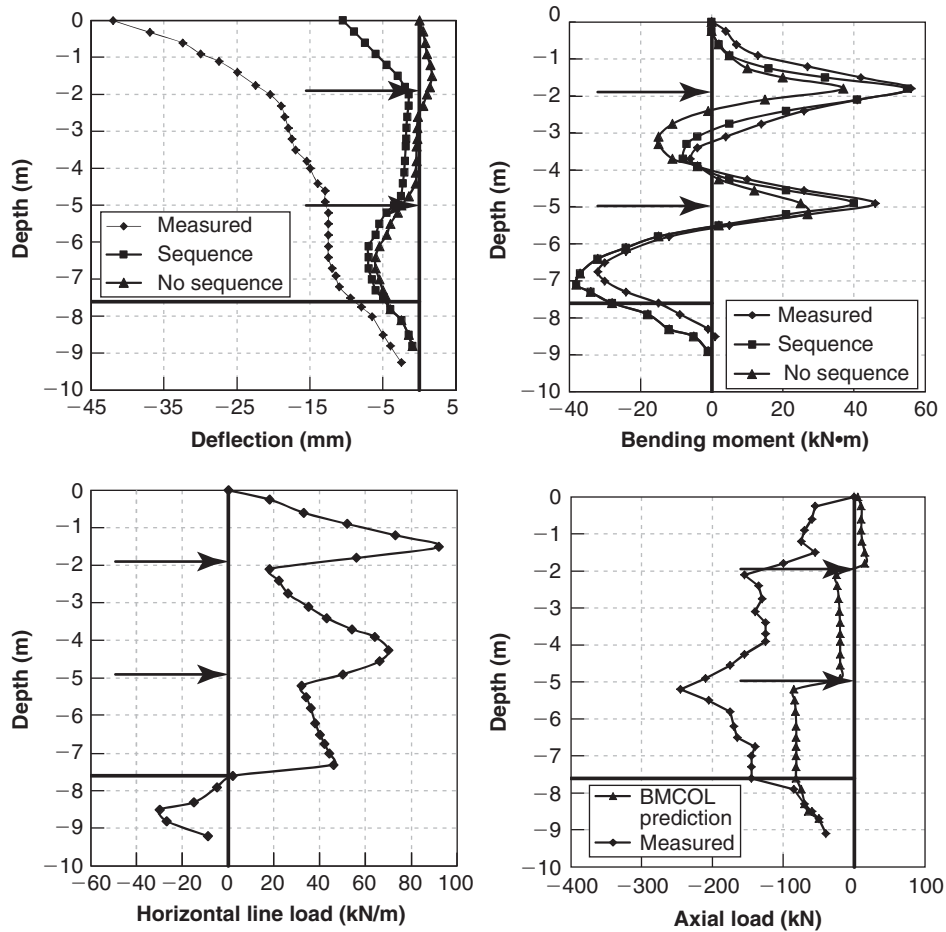 0
−1
−2
−3
−4
−5
−6
−7
−8
−9
−10
Depth (m)
Measured
Sequence
No sequence
−45 −35 −25 −15 −5 5
Deflection (mm)
0
−1
−2
−3
−4
−5
−6
−7
−8
−9
−10
Depth (m)
Measured
Sequence
No sequence
−40 −20 0 20 40 60
Bending moment (kN•m)
0
−1
−2
−3
−4
−5
−6
−7
−8
−9
−10
Depth (m)
−60 −40 −20 0 20 40 60 80 100
Horizontal line load (kN/m)
0
−1
−2
−3
−4
−5
−6
−7
−8
−9
−10
Depth (m)
BMCOL
prediction
Measured
−400 −300 −200 −100 0 100
Axial load (kN)